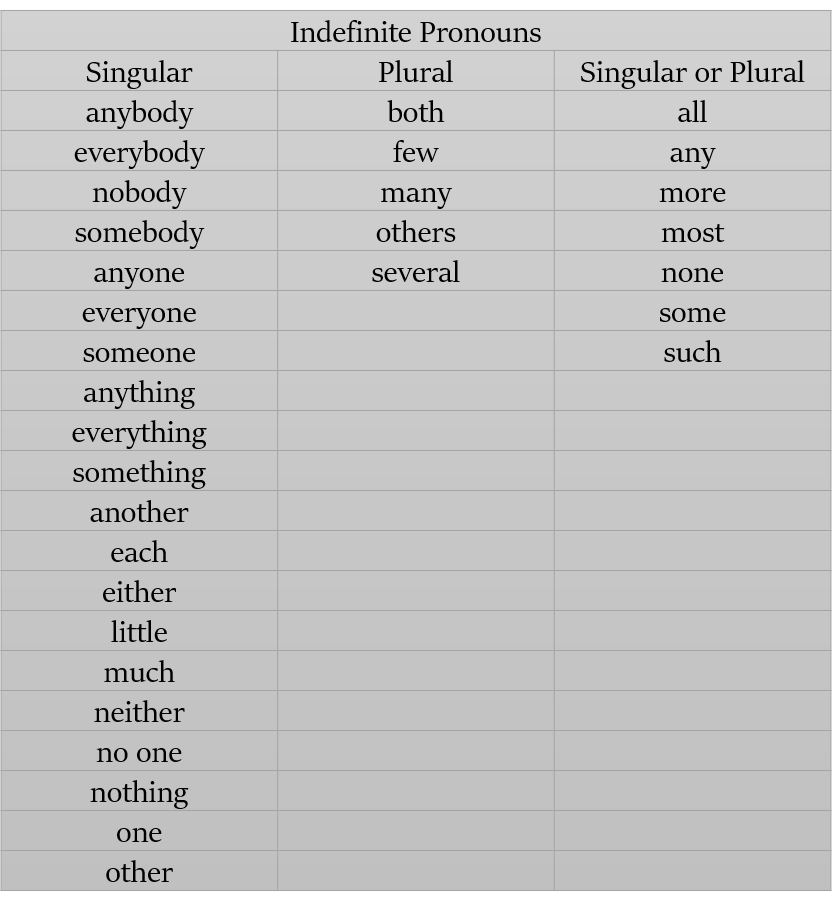 Indefinite Pronouns
Singular Plural Singular or Plural
anybody both all
everybody few any
nobody many more
somebody others most
anyone several none
everyone some
someone such
anything
everything
something
another
each
either
little
much
neither
no one
nothing
one
other